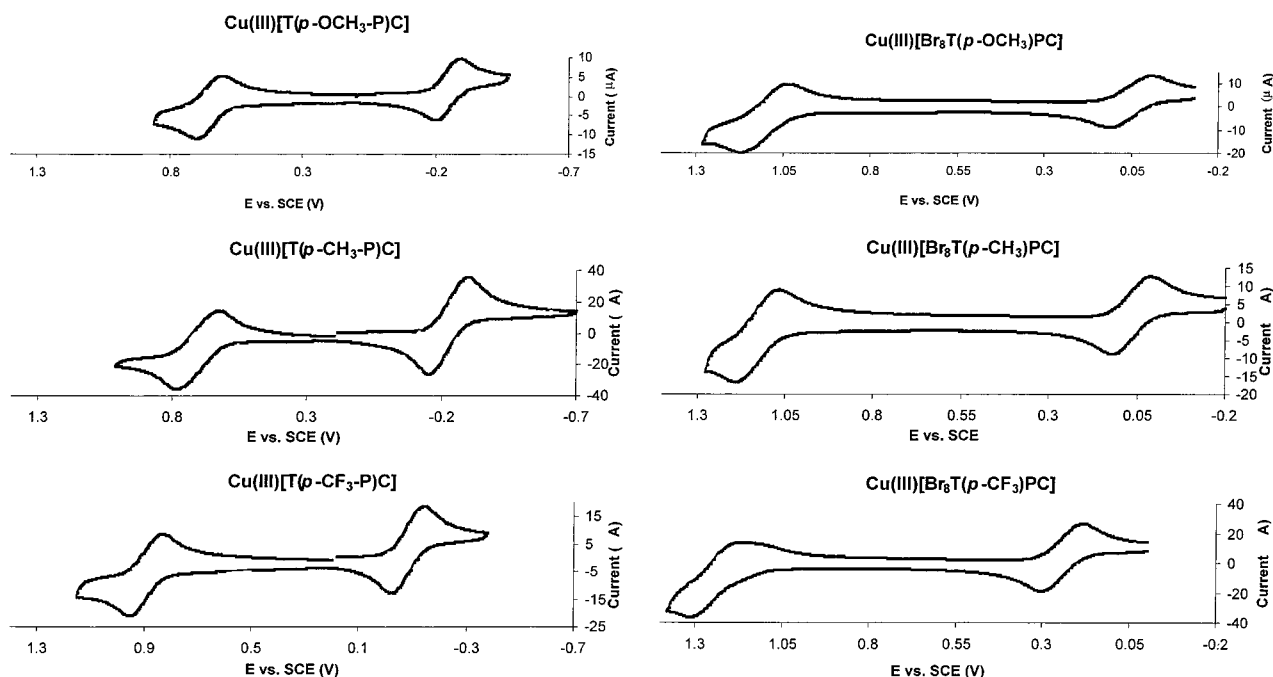 Cu(III)[T(p-OCH3-P)C]
10
5
0
-5
-10
-15
Current (µA)
1.3 0.8 0.3 -0.2 -0.7
E vs. SCE (V)
Cu(III)[T(p-CH3-P)C]
40
20
0
-20
-40
Current ( A)
1.3 0.8 0.3 -0.2 -0.7
E vs. SCE (V)
Cu(III)[T(p-CF3-P)C]
15
5
-5
-15
-25
Current ( A)
1.3 0.9 0.5 0.1 -0.3 -0.7
E vs. SCE (V)
Cu(III)[Br8T(p-OCH3)PC]
10
0
-10
-20
Current (µ A)
1.3 1.05 0.8 0.55 0.3 0.05 -0.2
E vs. SCE (V)
Cu(III)[Br8T(p-CH3)PC]
15
10
5
0
-5
-10
-15
-20
Current ( A)
1.3 1.05 0.8 0.55 0.3 0.05 -0.2
E vs. SCE
Cu(III)[Br8T(p-CF3)PC]
40
20
0
-20
-40
Current ( A)
1.3 1.05 0.8 0.55 0.3 0.05 -0.2
E vs. SCE (V)